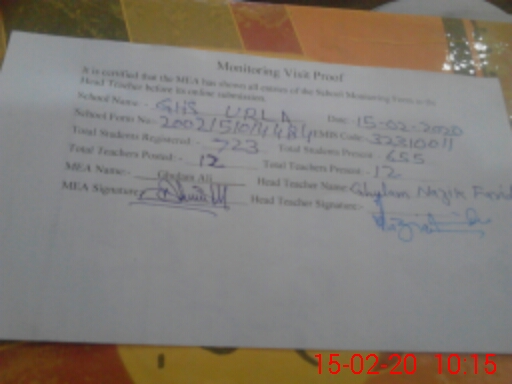 Monitoring Visit Proof
It is certified that the MEA has shown all entries of the School Monitoring Form to the
Head Teacher before its online submission.
School Name - GHS URLA Date 15-02-2020
School Form No:- EMIS Code: 32310011
Total Students Registered :- 723 Total Students Present :- 655
Total Teachers Posted :- 12 Total Teachers Present :- 12
MEA Name:- Ghulam Ali Head Teacher Name:-
MEA Signature:- Head Teacher Signature:-
15-02-20 10:15